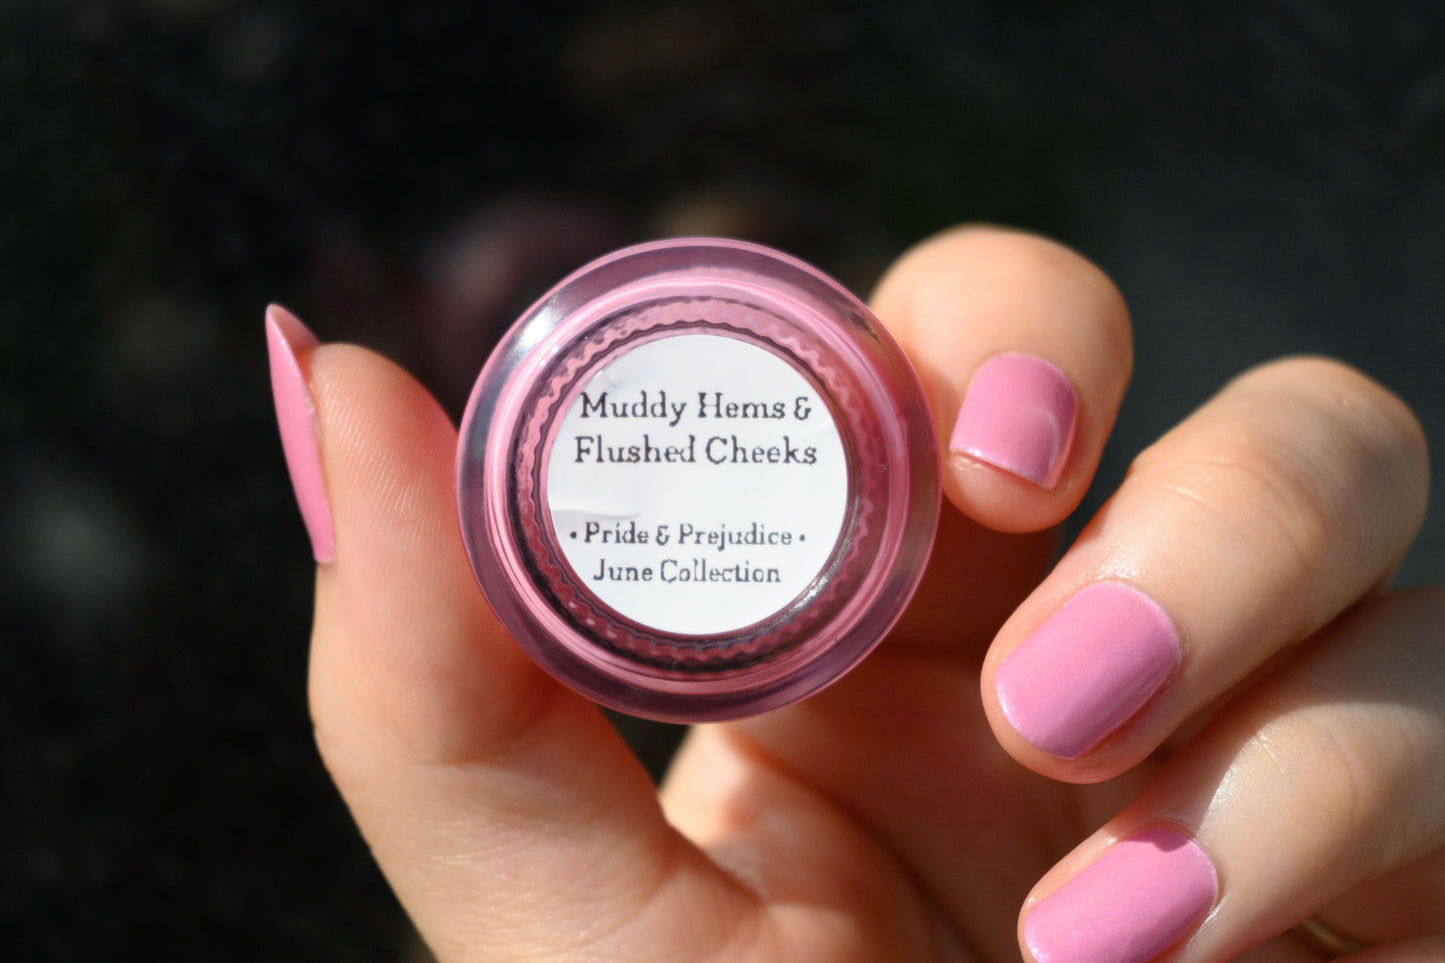 Muddy Hems &
Flushed Cheeks
• Pride & Prejudice •
June Collection